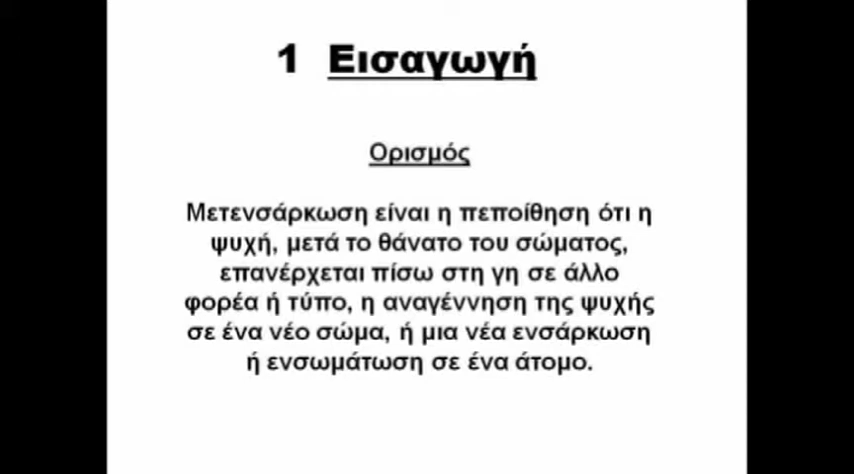 1 Εισαγωγή
Ορισμός
Μετενσάρκωση είναι η πεποίθηση ότι η
ψυχή, μετά το θάνατο του σώματος,
επανέρχεται πίσω στη γη σε άλλο
φορέα ή τύπο, η αναγέννηση της ψυχής
σε ένα νέο σώμα, ή μια νέα ενσάρκωση
ή ενσωμάτωση σε ένα άτομο.